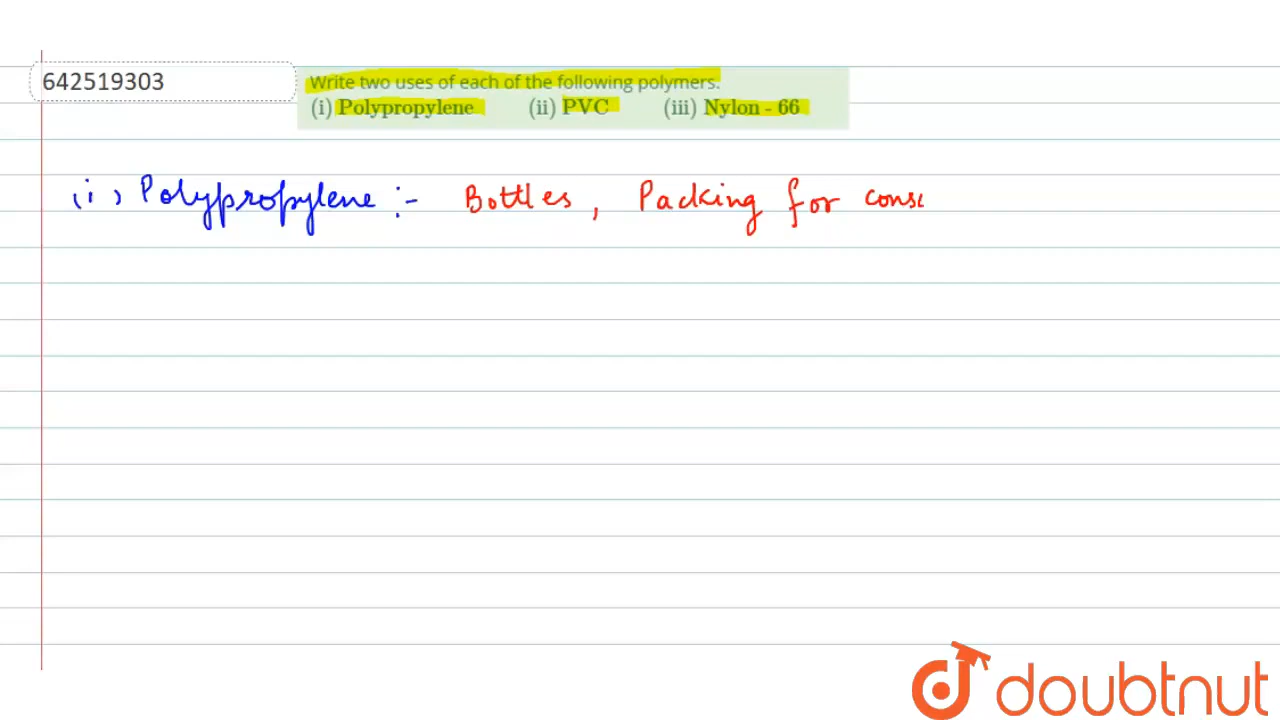 642519303
Write two uses of each of the following polymers.
(i) Polypropylene (ii) PVC (iii) Nylon - 66
(i) Polypropylene :- Bottles, Packing for cons
doubtnut